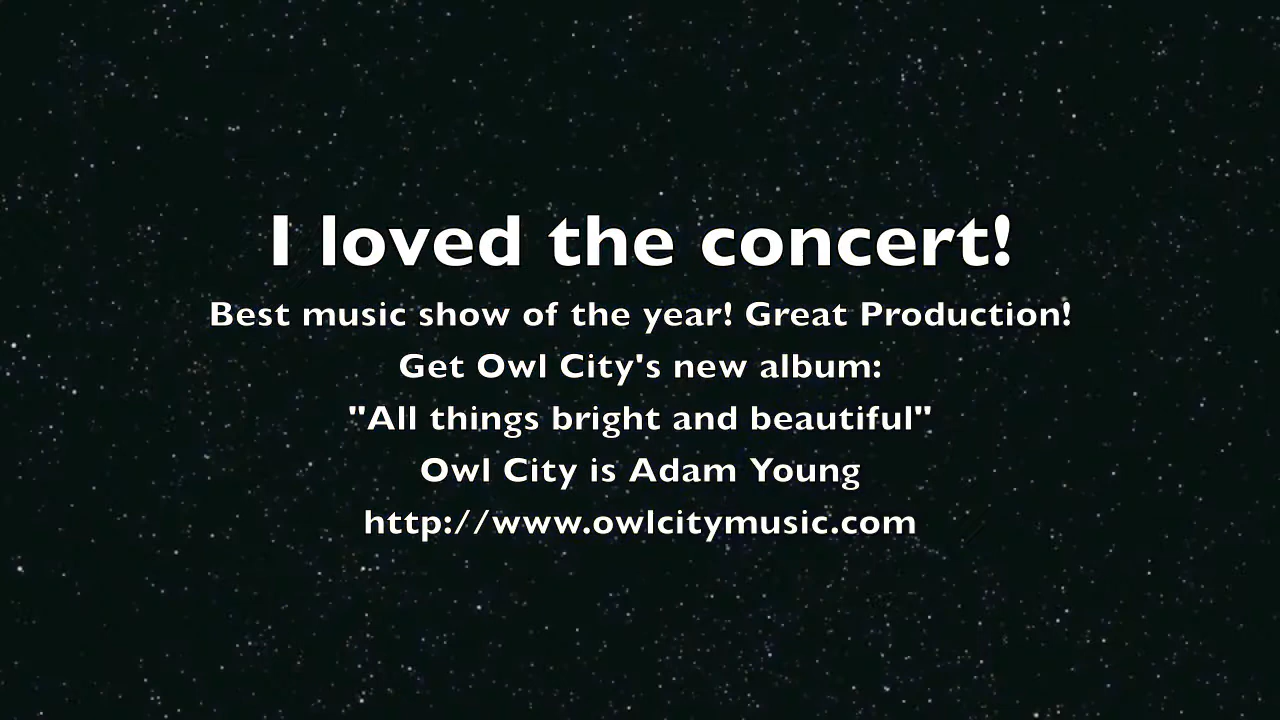 I loved the concert!
Best music show of the year! Great Production!
Get Owl City's new album:
"All things bright and beautiful"
Owl City is Adam Young
http://www.owlcitymusic.com